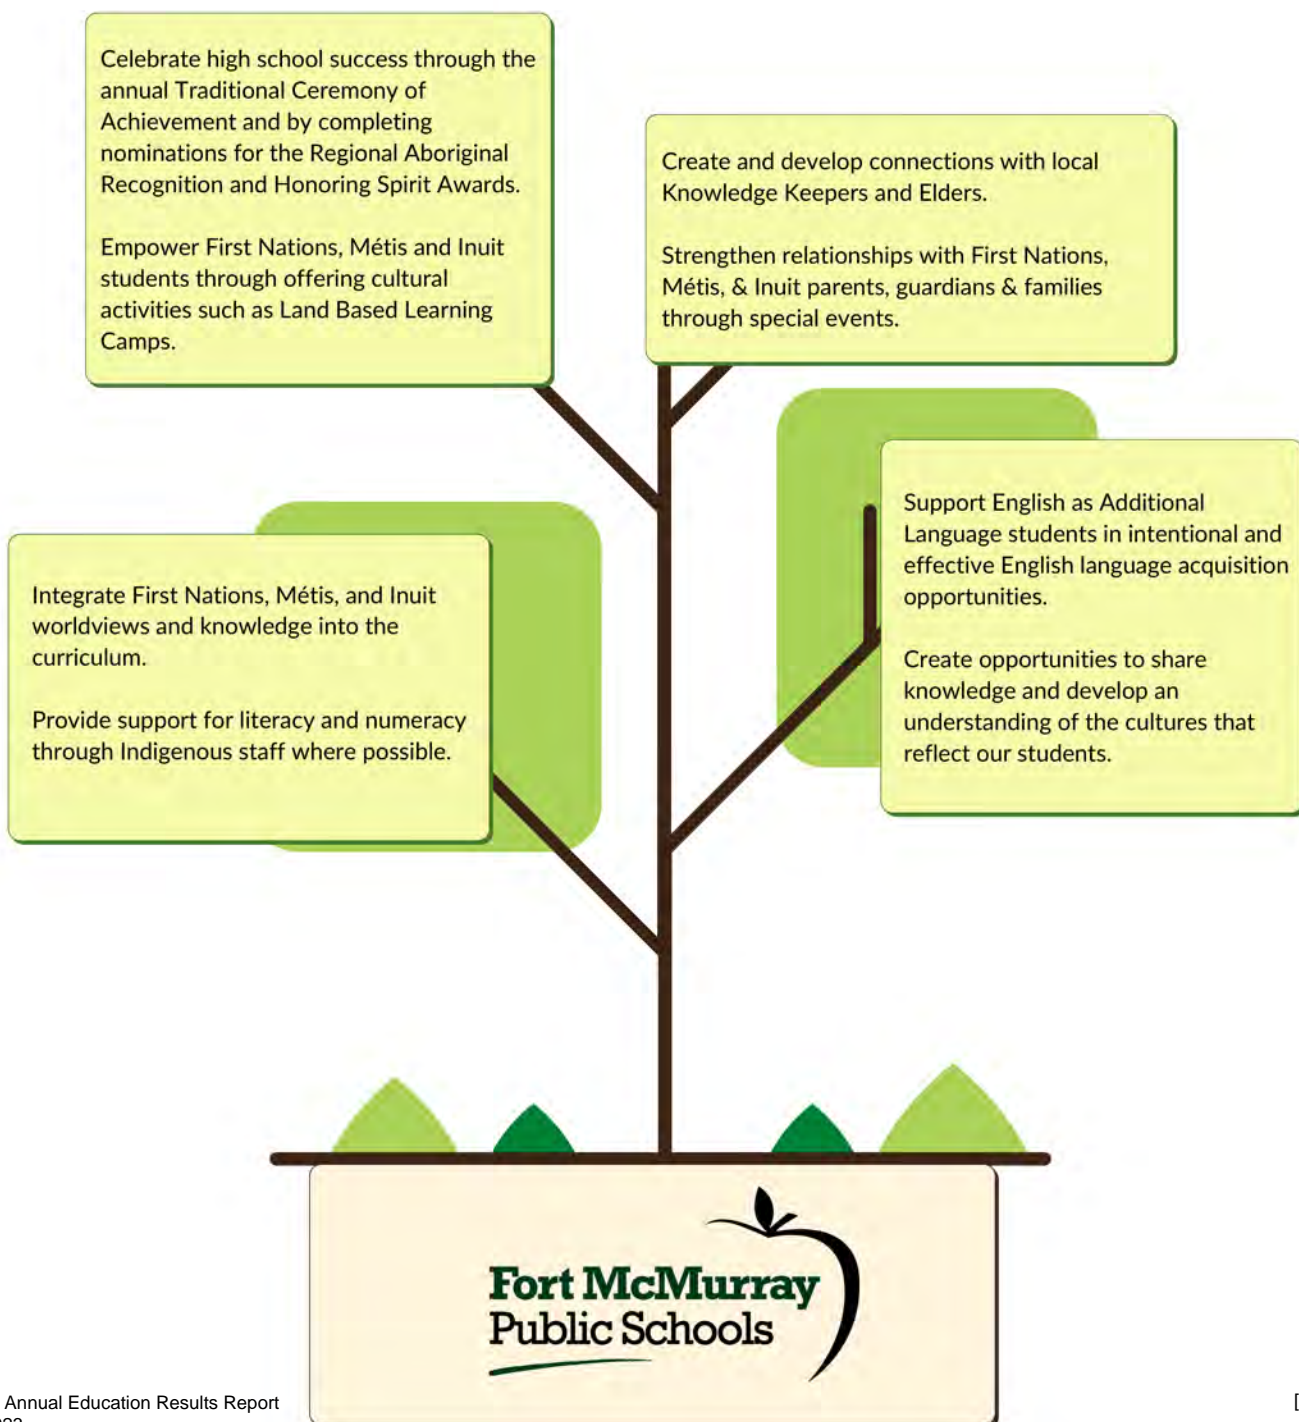 Celebrate high school success through the
annual Traditional Ceremony of
Achievement and by completing
nominations for the Regional Aboriginal
Recognition and Honoring Spirit Awards.
Empower First Nations, Métis and Inuit
students through offering cultural
activities such as Land Based Learning
Camps.
Create and develop connections with local
Knowledge Keepers and Elders.
Strengthen relationships with First Nations,
Métis, & Inuit parents, guardians & families
through special events.
Integrate First Nations, Métis, and Inuit
worldviews and knowledge into the
curriculum.
Provide support for literacy and numeracy
through Indigenous staff where possible.
Support English as Additional
Language students in intentional and
effective English language acquisition
opportunities.
Create opportunities to share
knowledge and develop an
understanding of the cultures that
reflect our students.
Fort McMurray
Public Schools
Annual Education Results Report
[